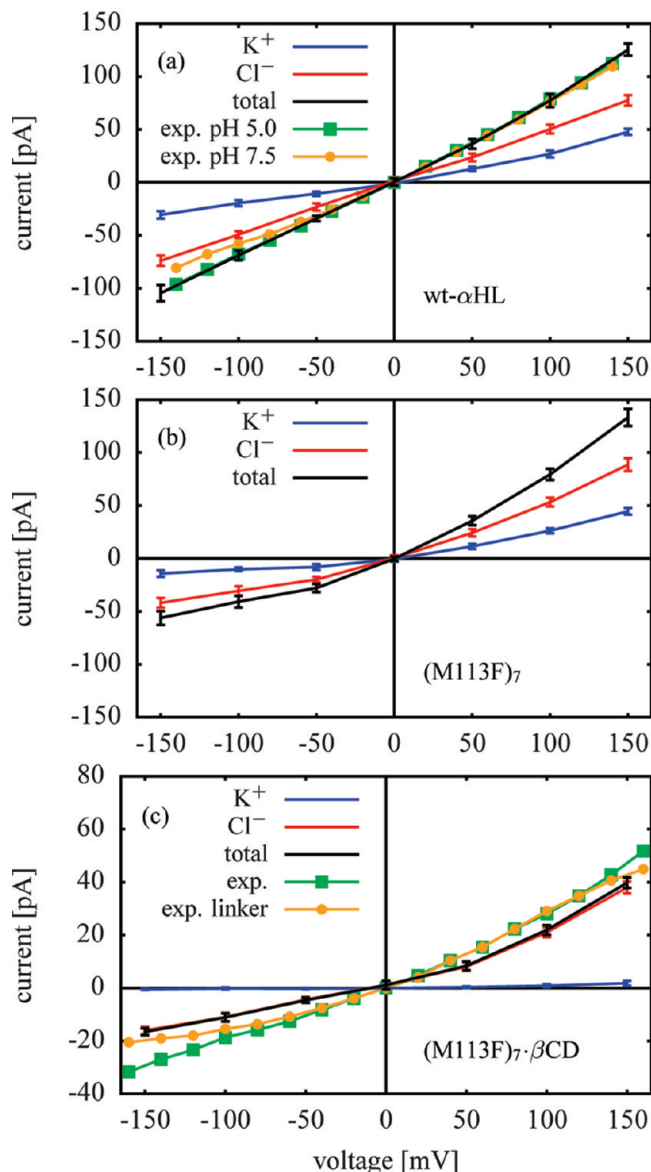 (a)
K⁺
Cl⁻
total
exp. pH 5.0
exp. pH 7.5
150
100
50
0
-50
-100
-150
current [pA]
wt-αHL
-150 -100 -50 0 50 100 150
(b)
K⁺
Cl⁻
total
150
100
50
0
-50
-100
-150
current [pA]
(M113F)₇
-150 -100 -50 0 50 100 150
(c)
K⁺
Cl⁻
total
exp.
exp. linker
80
60
40
20
0
-20
-40
current [pA]
(M113F)₇·βCD
-150 -100 -50 0 50 100 150
voltage [mV]